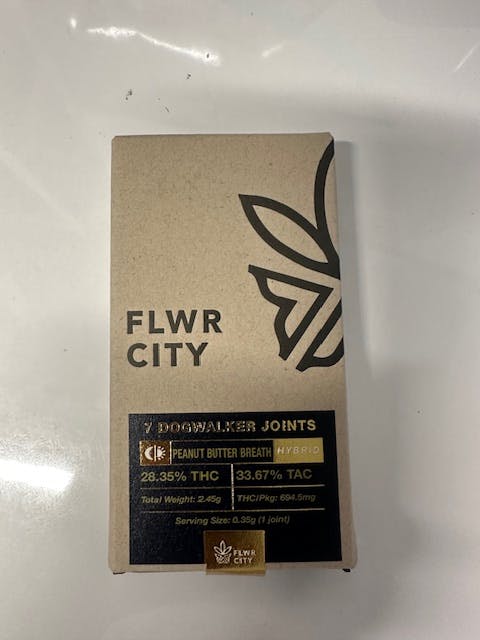 FLWR
CITY
7 DOGWALKER JOINTS
PEANUT BUTTER BREATH HYBRID
28.35% THC 33.67% TAC
Total Weight: 2.45g THC/Pkg: 694.5mg
Serving Size: 0.35g (1 joint)
FLWR
CITY